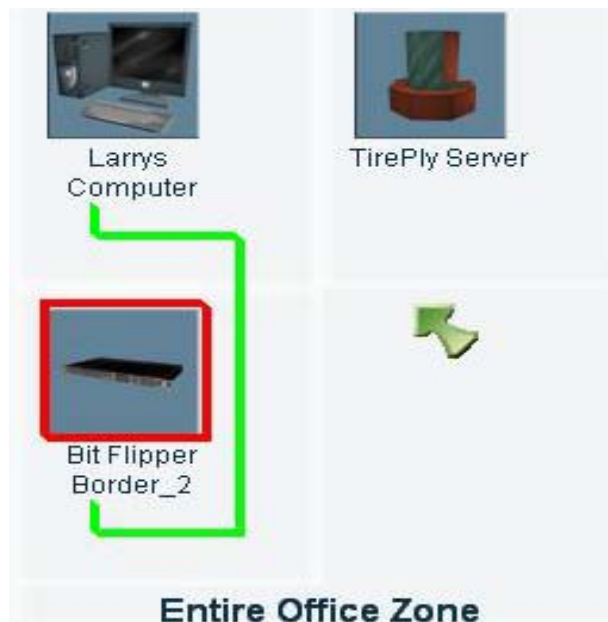 Larrys
Computer
TirePly Server
Bit Flipper
Border_2
Entire Office Zone